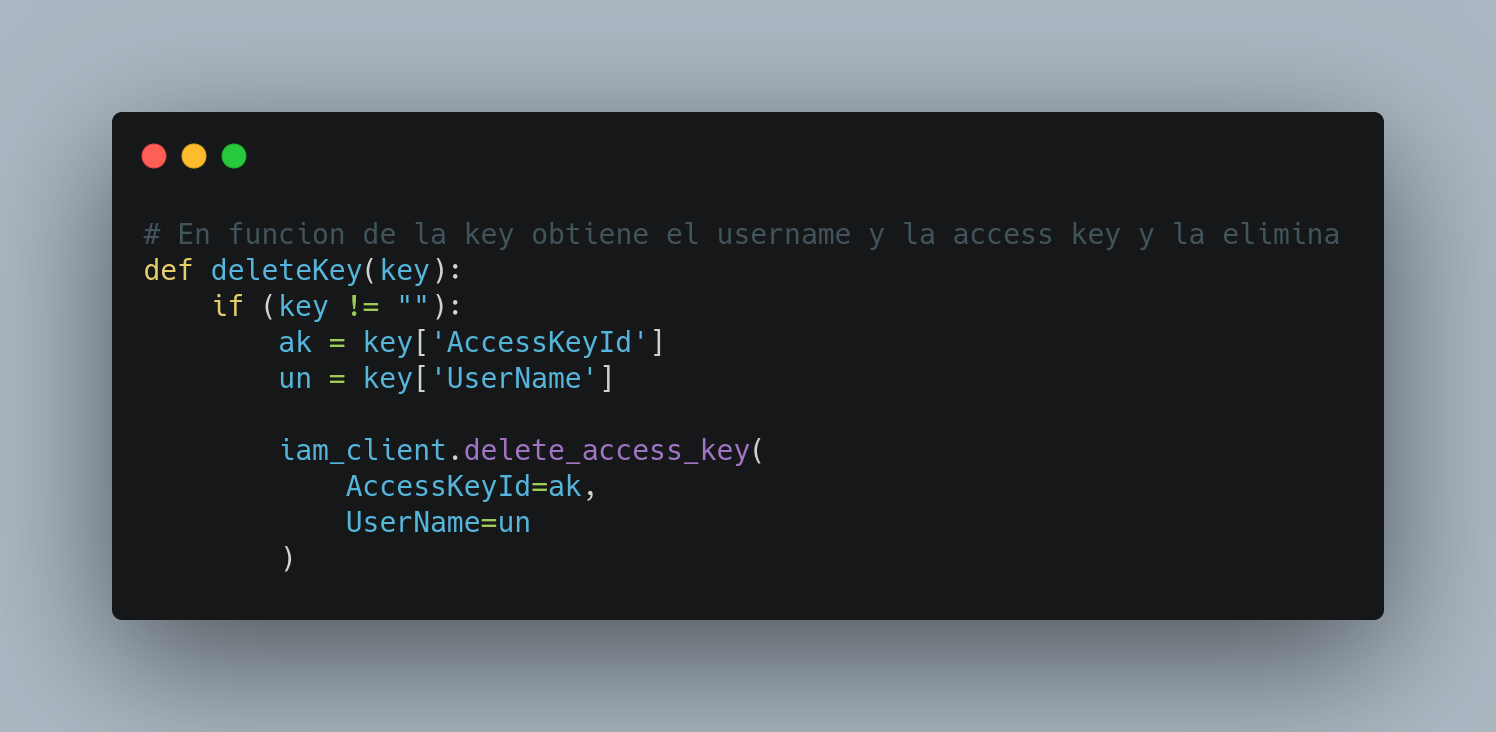 # En funcion de la key obtiene el username y la access key y la elimina
def deleteKey(key):
    if (key != ""):
        ak = key['AccessKeyId']
        un = key['UserName']

        iam_client.delete_access_key(
            AccessKeyId=ak,
            UserName=un
        )